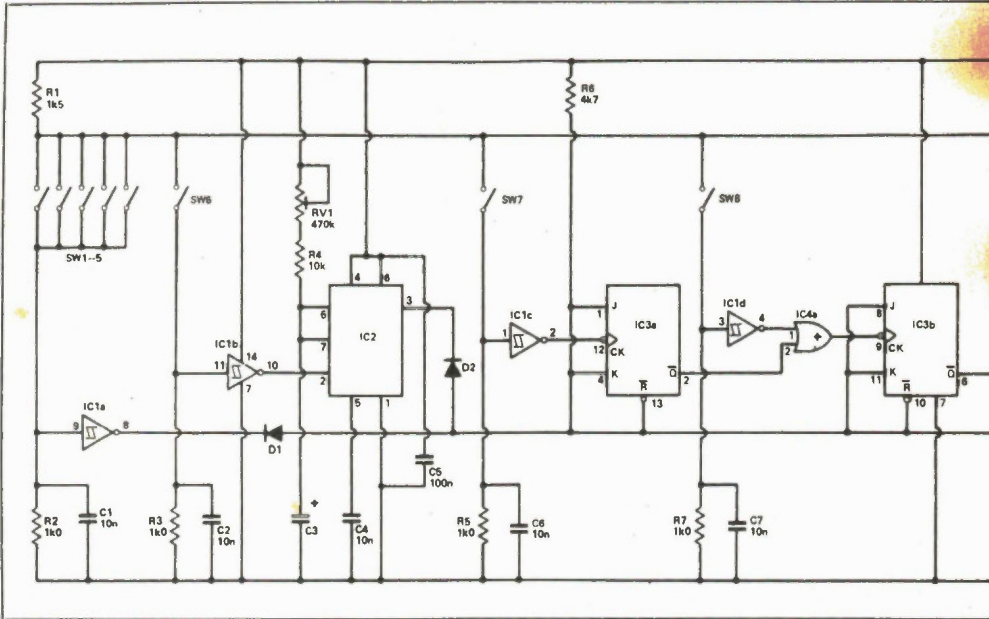 R1
1k5
SW1--5
SW6
RV1
470k
R4
10k
4
6
3
6
7
2
5
1
IC2
D2
IC1b
14
11
10
7
IC1a
9
8
D1
R2
1k0
C1
10n
R3
1k0
C2
10n
+
C3
C4
10n
C5
100n
SW7
IC1c
1
2
R5
1k0
C6
10n
R6
4k7
J
1
12
CK
IC3a
K
4
R
13
Q
2
SW8
IC1d
3
4
IC4a
1
2
+
R7
1k0
C7
10n
J
8
IC3b
9
CK
11
K
R
10
7
Q
6